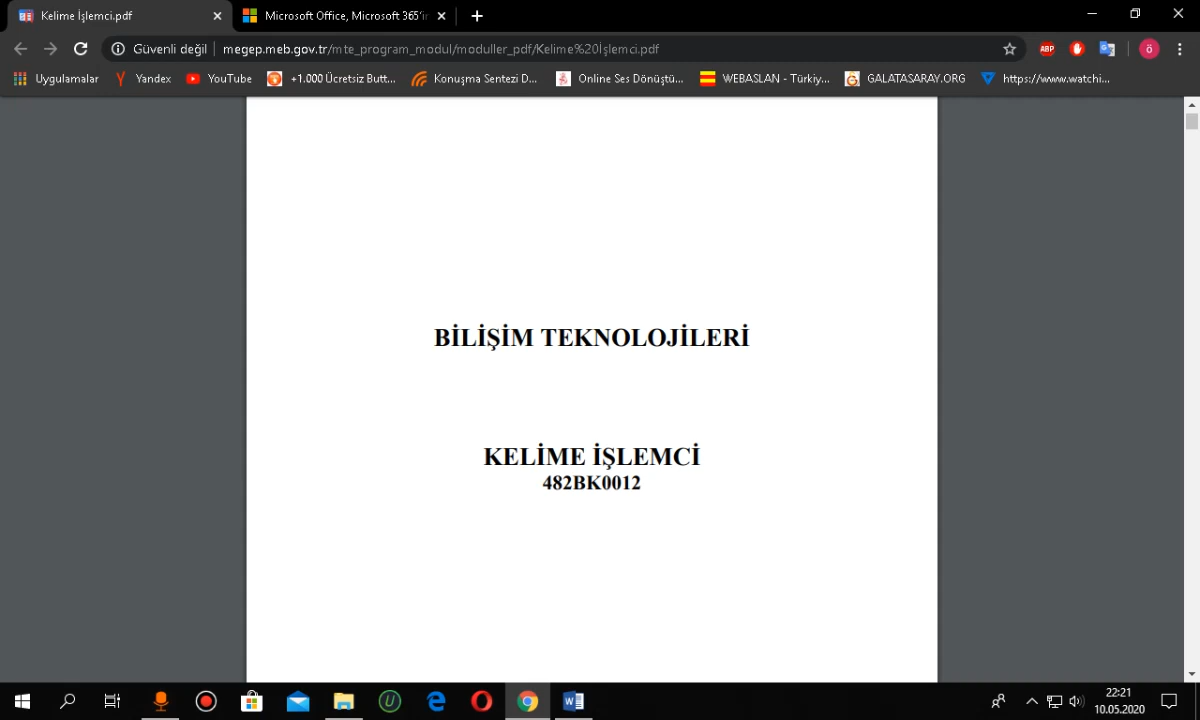 Kelime İşlemci.pdf
Microsoft Office, Microsoft 365'ir
Güvenli değil
megep.meb.gov.tr/mte_program_modul/moduller_pdf/Kelime%20İşlemci.pdf
ABP
ö
Uygulamalar
Yandex
YouTube
+1.000 Ücretsiz Butt...
Konuşma Sentezi D...
Online Ses Dönüştü...
WEBASLAN - Türkiy...
GALATASARAY.ORG
https://www.watchi...
BİLİŞİM TEKNOLOJİLERİ
KELİME İŞLEMCİ
482BK0012
22:21
10.05.2020